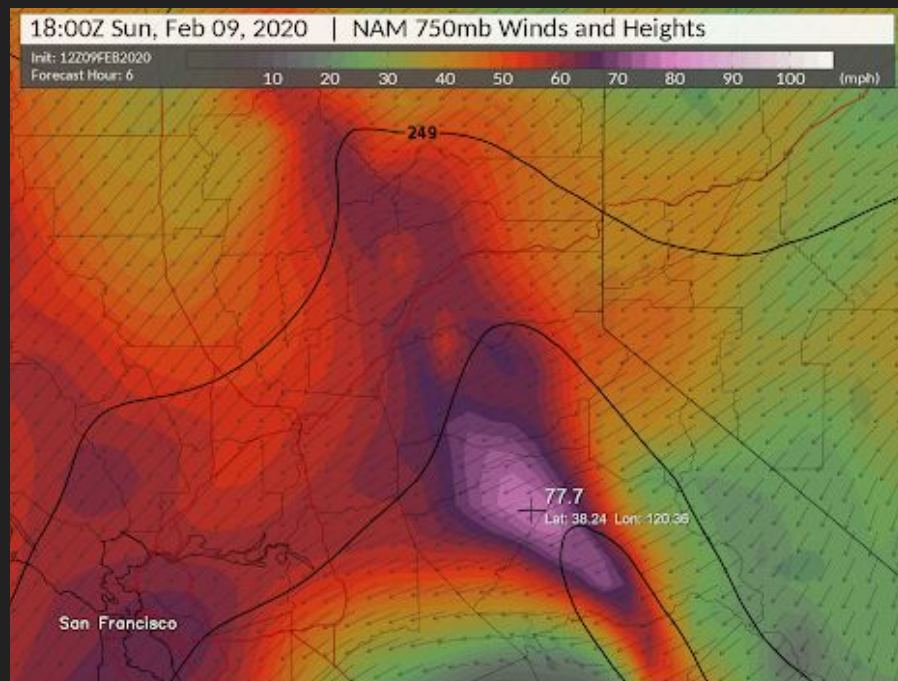 18:00Z Sun, Feb 09, 2020 | NAM 750mb Winds and Heights
Init: 12Z09FEB2020
Forecast Hour: 6
10 20 30 40 50 60 70 80 90 100 (mph)
249
77.7
Lat: 38.24 Lon: 120.36
San Francisco